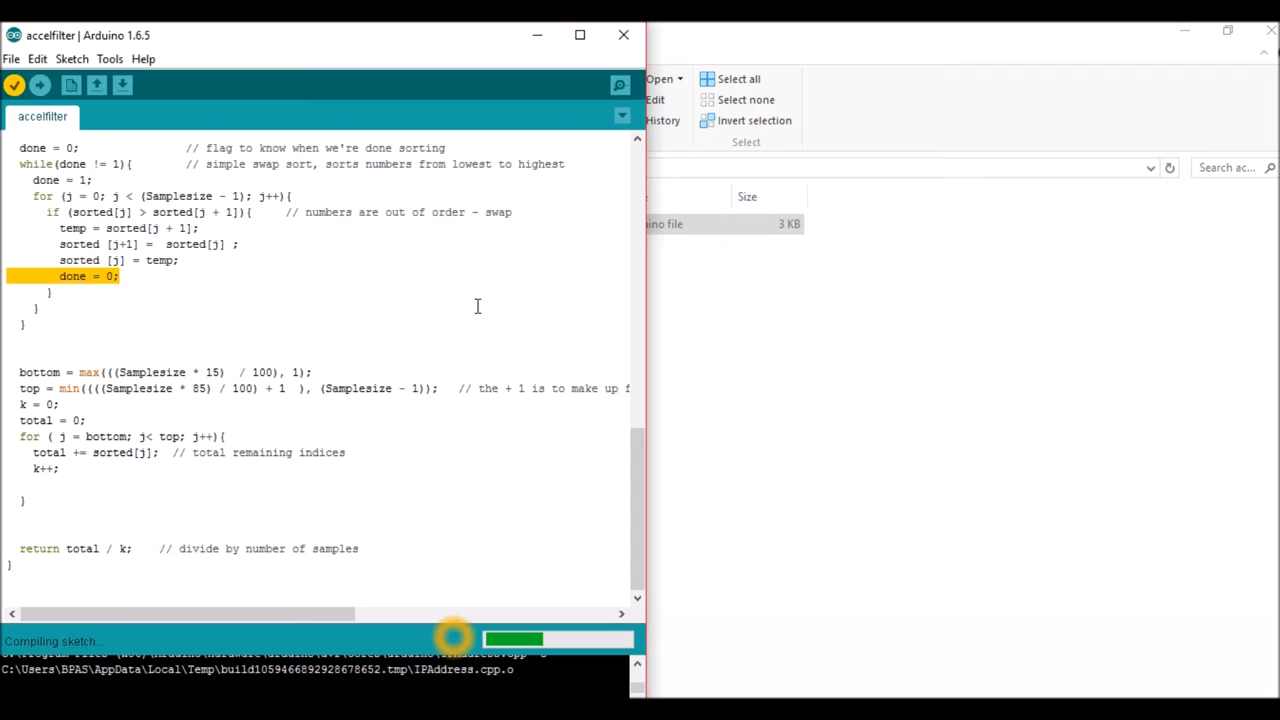 accelfilter | Arduino 1.6.5
File Edit Sketch Tools Help
accelfilter
done = 0; // flag to know when we're done sorting
while(done != 1){ // simple swap sort, sorts numbers from lowest to highest
done = 1;
for (j = 0; j < (Samplesize - 1); j++){
if (sorted[j] > sorted[j + 1]){ // numbers are out of order - swap
temp = sorted[j + 1];
sorted [j+1] = sorted[j] ;
sorted [j] = temp;
done = 0;
}
}
}
bottom = max(((Samplesize * 15) / 100), 1);
top = min((((Samplesize * 85) / 100) + 1 ), (Samplesize - 1)); // the + 1 is to make up f
k = 0;
total = 0;
for ( j = bottom; j< top; j++){
total += sorted[j]; // total remaining indices
k++;
}
return total / k; // divide by number of samples
}
Compiling sketch...
C:\Users\BPAS\AppData\Local\Temp\build1059466892928678652.tmp\IPAddress.cpp.o
Open
Edit
History
Select all
Select none
Invert selection
Select
Search ac...
Size
ino file 3 KB